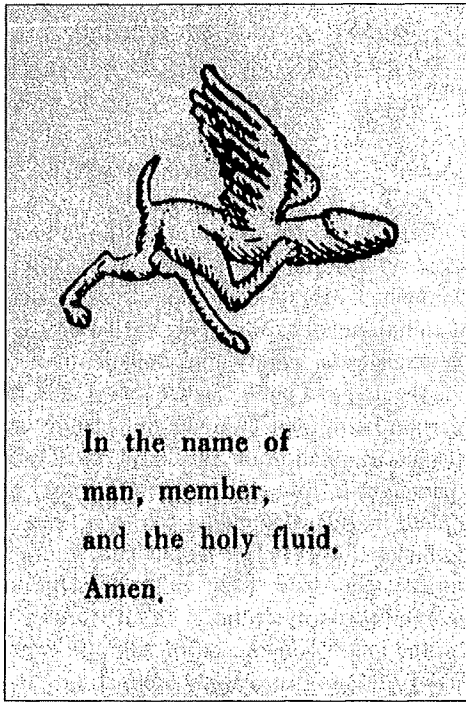 In the name of
man, member,
and the holy fluid.
Amen.